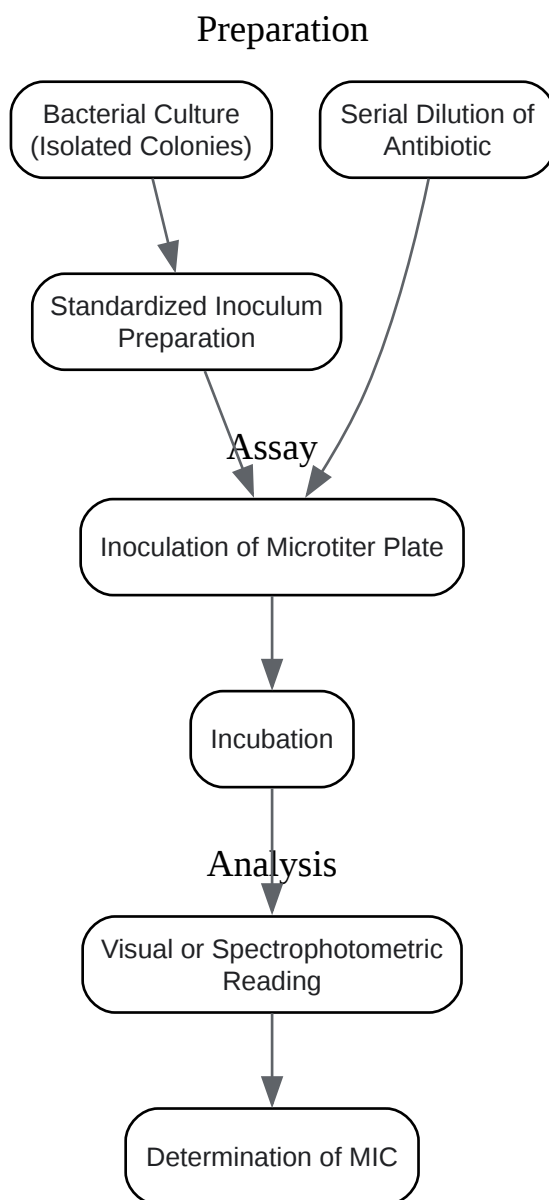 Preparation
Bacterial Culture
(Isolated Colonies)
Serial Dilution of
Antibiotic
Standardized Inoculum
Preparation
Assay
Inoculation of Microtiter Plate
Incubation
Analysis
Visual or Spectrophotometric
Reading
Determination of MIC